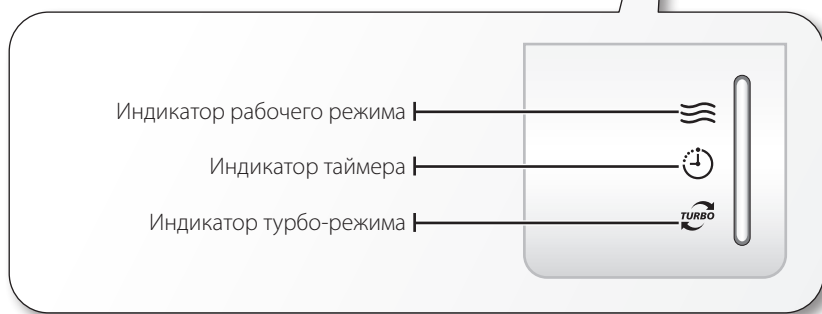 Индикатор рабочего режима
Индикатор таймера
Индикатор турбо-режима
TURBO